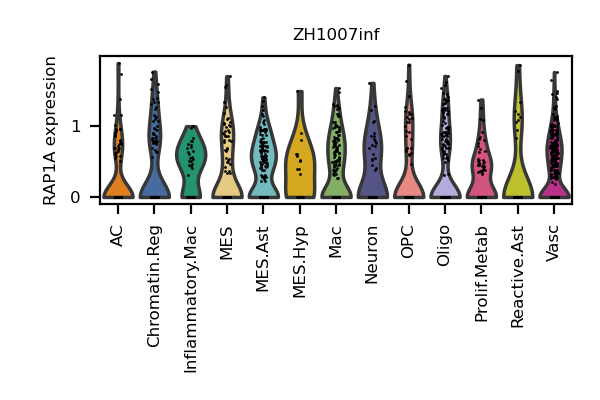 ZH1007inf
RAP1A expression
1
0
AC
Chromatin.Reg
Inflammatory.Mac
MES
MES.Ast
MES.Hyp
Mac
Neuron
OPC
Oligo
Prolif.Metab
Reactive.Ast
Vasc